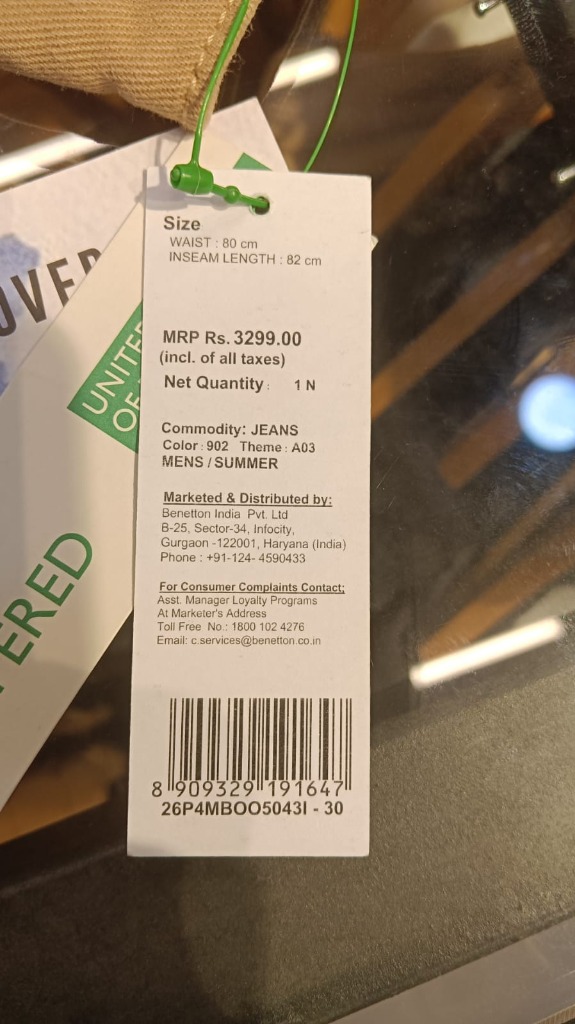 Size
WAIST : 80 cm
INSEAM LENGTH : 82 cm
MRP Rs. 3299.00
(incl. of all taxes)
Net Quantity : 1 N
Commodity: JEANS
Color : 902 Theme : A03
MENS / SUMMER
Marketed & Distributed by:
Benetton India Pvt. Ltd
B-25, Sector-34, Infocity,
Gurgaon -122001, Haryana (India)
Phone : +91-124- 4590433
For Consumer Complaints Contact;
Asst. Manager Loyalty Programs
At Marketer's Address
Toll Free No.: 1800 102 4276
Email: c.services@benetton.co.in
8 909329 191647
26P4MBOO5043I - 30
UNITE
OF